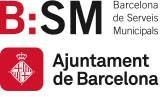 B:SM
Barcelona
de Serveis
Municipals
Ajuntament
de Barcelona